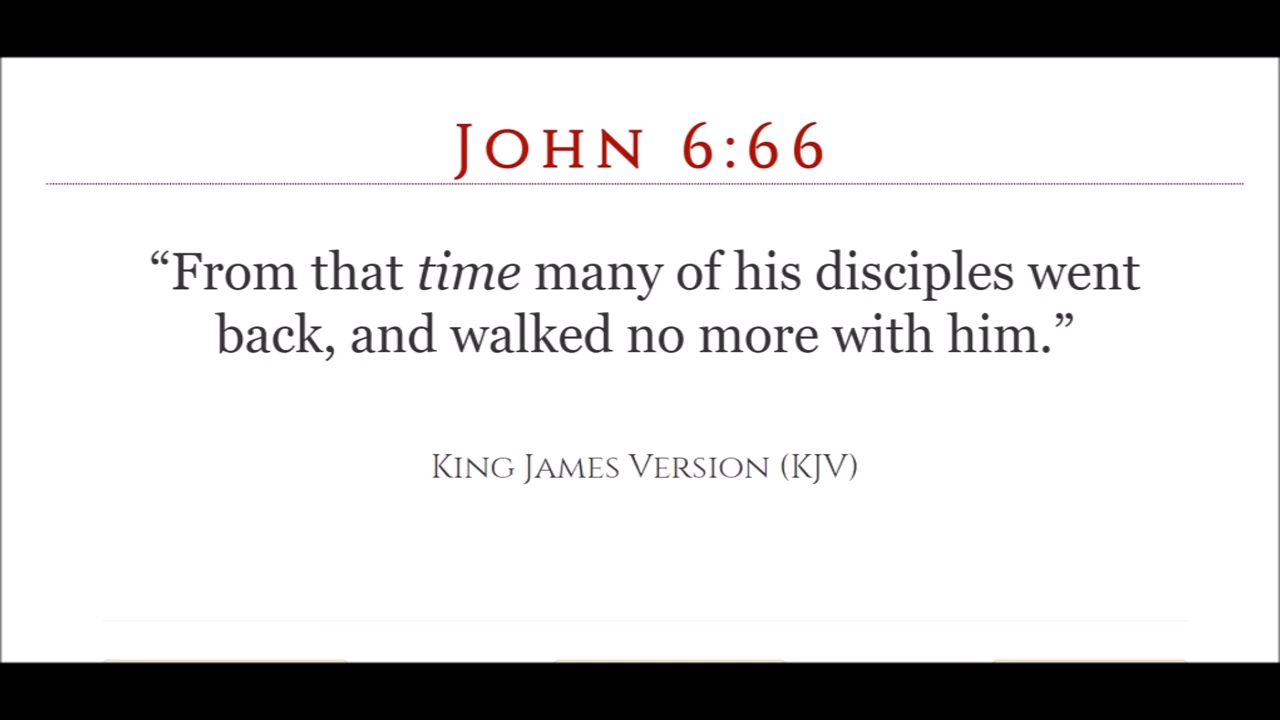 John 6:66
“From that time many of his disciples went
back, and walked no more with him.”
King James Version (KJV)